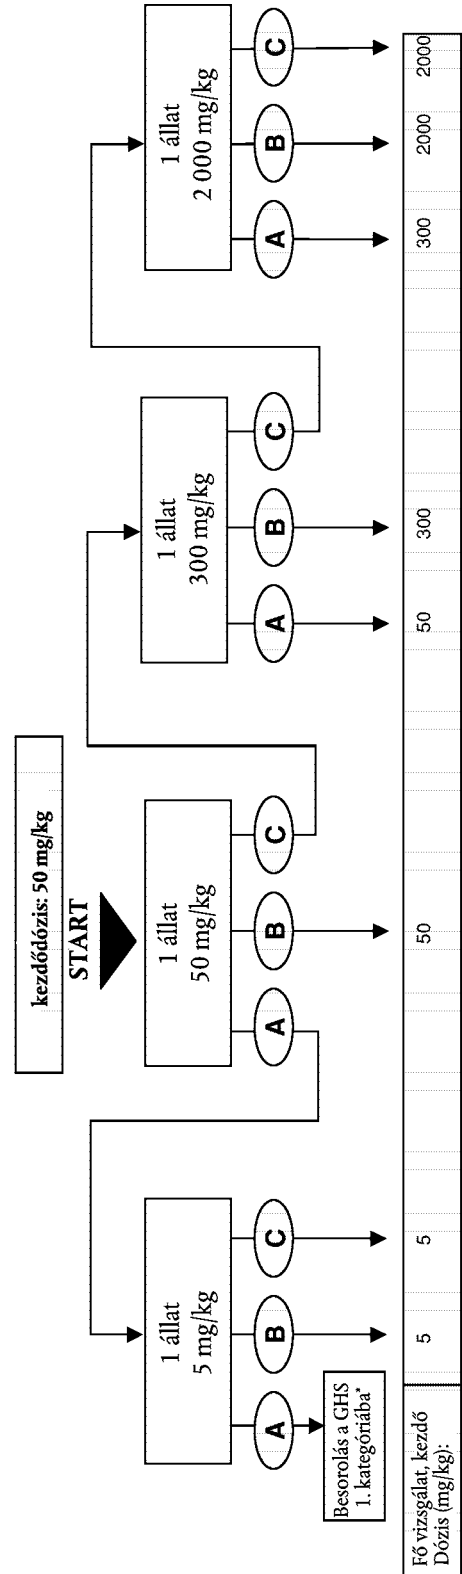 kezdődózis: 50 mg/kg
START
1 állat
5 mg/kg
1 állat
50 mg/kg
1 állat
300 mg/kg
1 állat
2 000 mg/kg
A
B
C
A
B
C
A
B
C
A
B
C
Besorolás a GHS
1. kategóriába*
Fő vizsgálat, kezdő
Dózis (mg/kg):
5
5
50
50
300
300
2000
2000